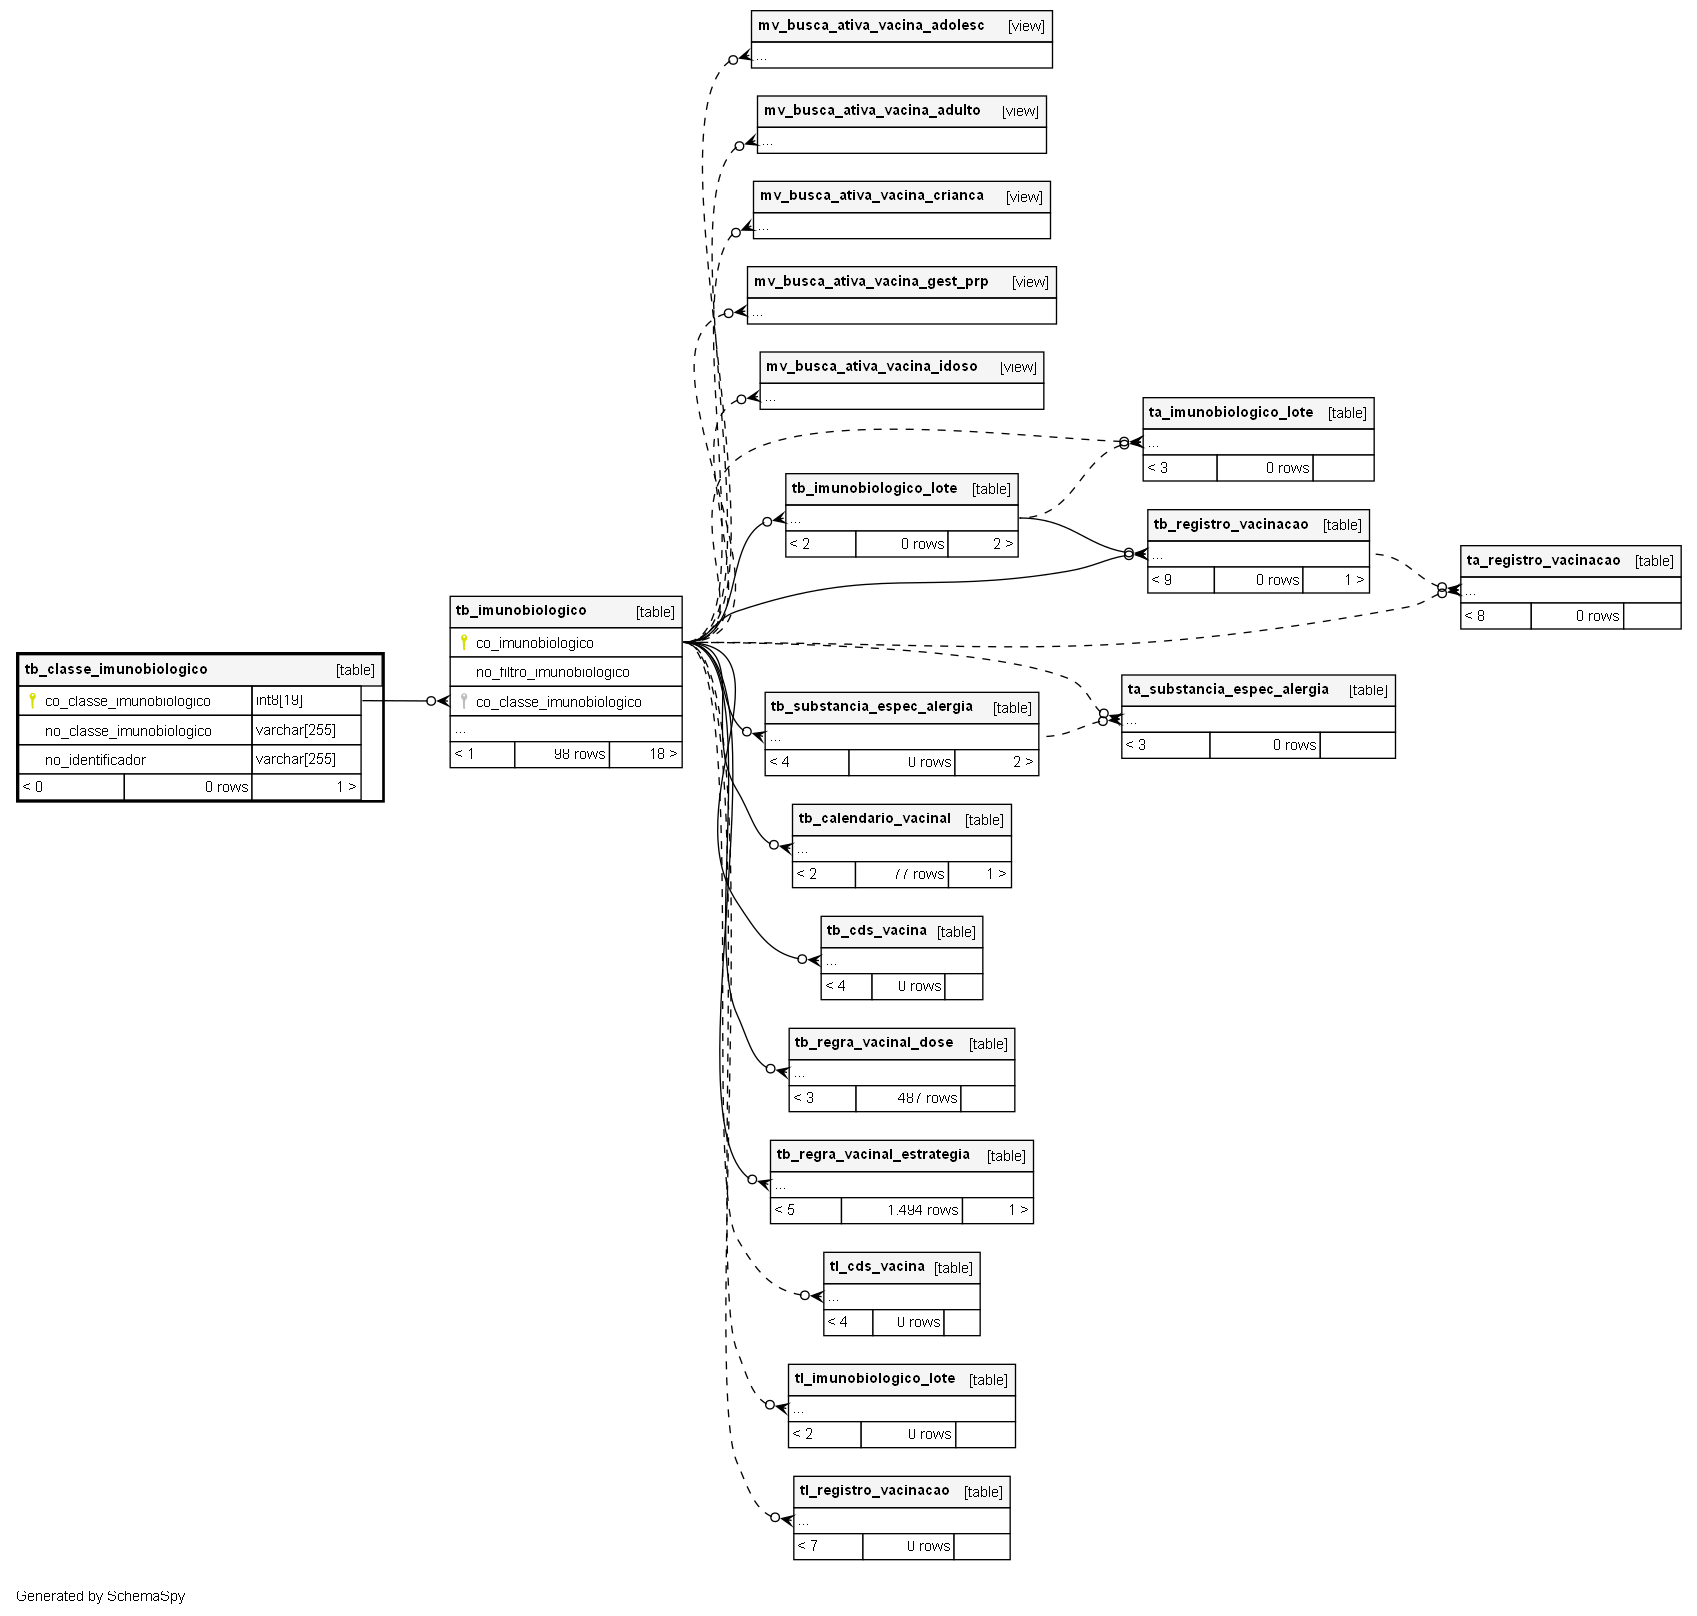 mv_busca_ativa_vacina_adolesc [view]
...
mv_busca_ativa_vacina_adulto [view]
...
mv_busca_ativa_vacina_crianca [view]
...
mv_busca_ativa_vacina_gest_prp [view]
...
mv_busca_ativa_vacina_idoso [view]
...
ta_imunobiologico_lote [table]
...
< 3 0 rows
tb_imunobiologico_lote [table]
...
< 2 0 rows 2 >
tb_registro_vacinacao [table]
...
< 9 0 rows 1 >
ta_registro_vacinacao [table]
...
< 8 0 rows
tb_imunobiologico [table]
co_imunobiologico
no_filtro_imunobiologico
co_classe_imunobiologico
...
< 1 98 rows 18 >
tb_classe_imunobiologico [table]
co_classe_imunobiologico int8[19]
no_classe_imunobiologico varchar[255]
no_identificador varchar[255]
< 0 0 rows 1 >
ta_substancia_espec_alergia [table]
...
< 3 0 rows
tb_substancia_espec_alergia [table]
...
< 4 0 rows 2 >
tb_calendario_vacinal [table]
...
< 2 77 rows 1 >
tb_cds_vacina [table]
...
< 4 0 rows
tb_regra_vacinal_dose [table]
...
< 3 487 rows
tb_regra_vacinal_estrategia [table]
...
< 5 1.494 rows 1 >
tl_cds_vacina [table]
...
< 4 0 rows
tl_imunobiologico_lote [table]
...
< 2 0 rows
tl_registro_vacinacao [table]
...
< 7 0 rows
Generated by SchemaSpy